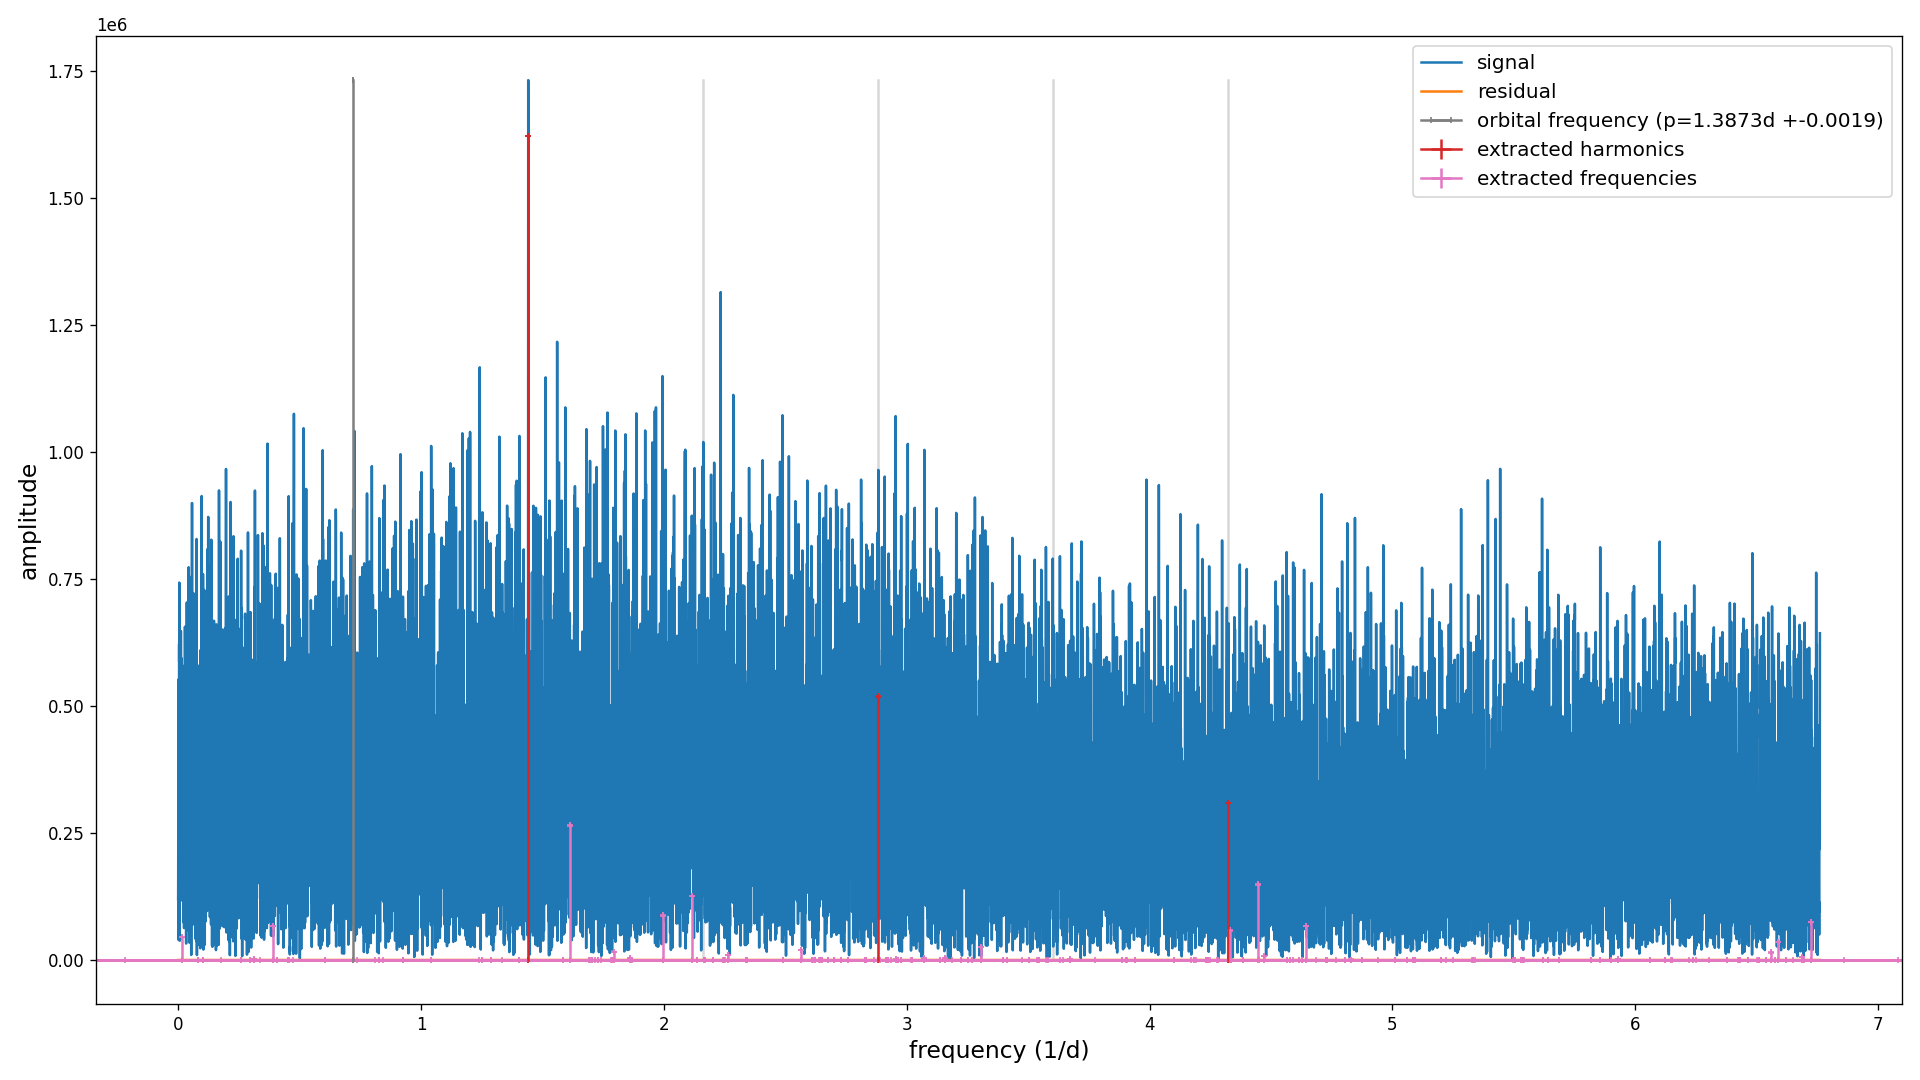 1e6
1.75
1.50
1.25
1.00
0.75
0.50
0.25
0.00
amplitude
signal
residual
orbital frequency (p=1.3873d +-0.0019)
extracted harmonics
extracted frequencies
0 1 2 3 4 5 6 7
frequency (1/d)